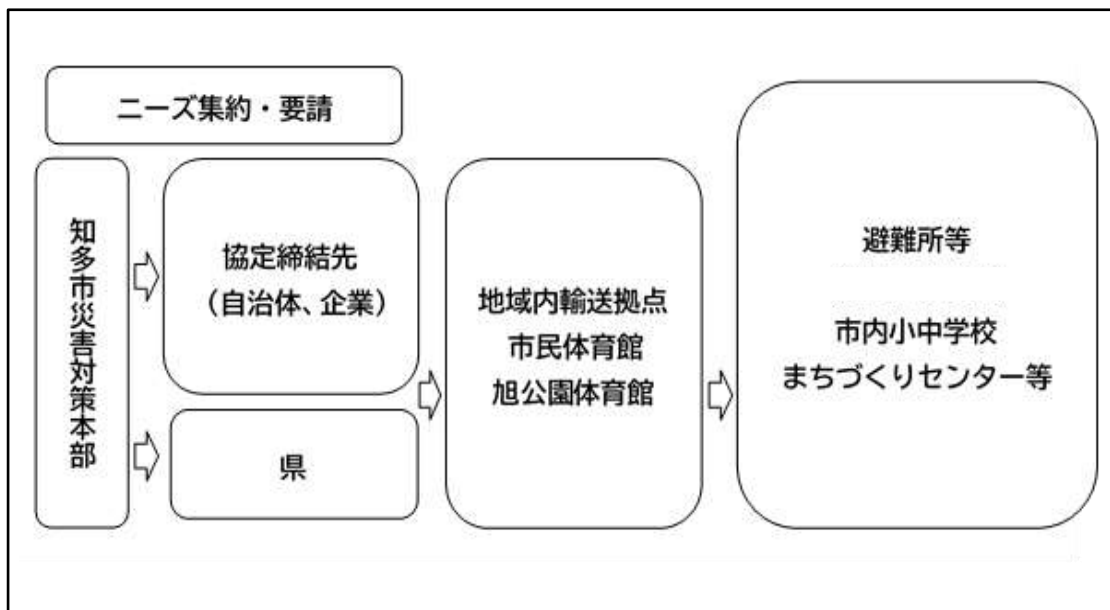 ニーズ集約・要請
知多市災害対策本部
協定締結先
（自治体、企業）
県
地域内輸送拠点
市民体育館
旭公園体育館
避難所等
市内小中学校
まちづくりセンター等